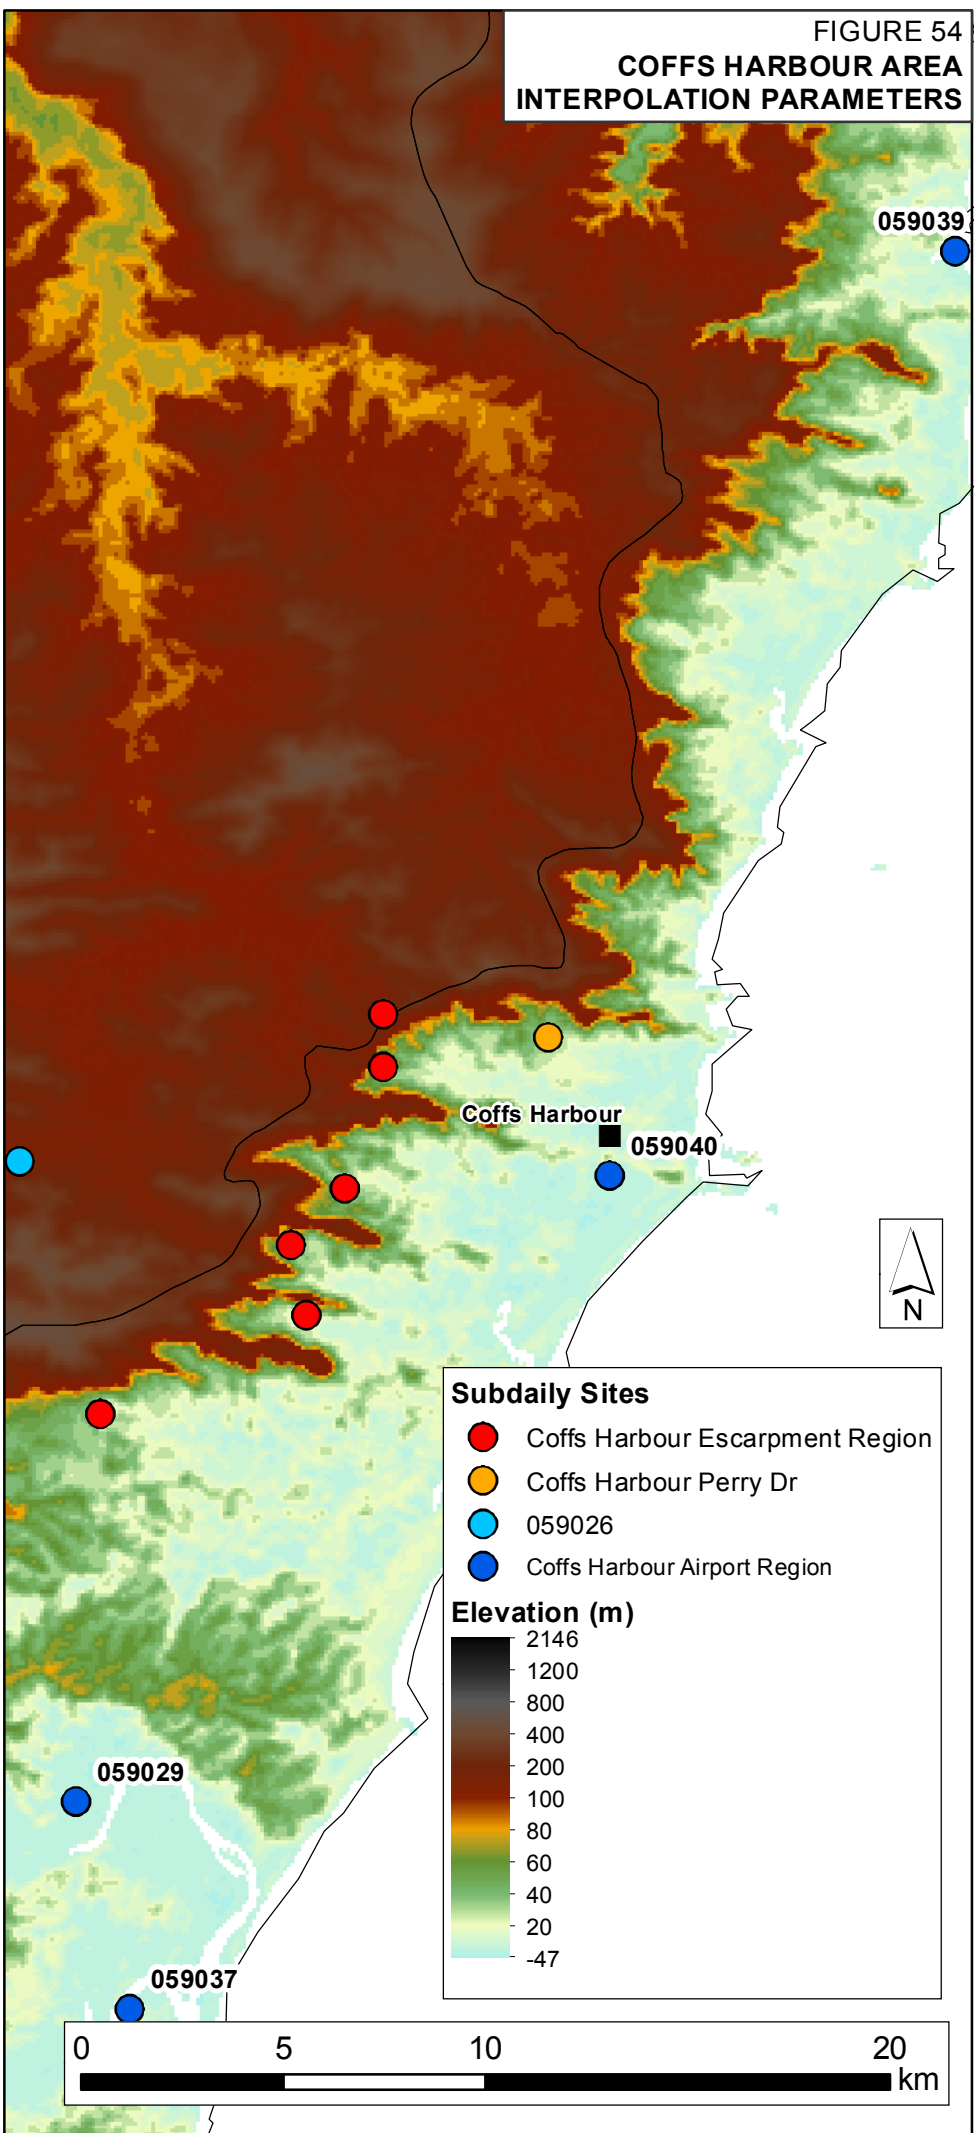 FIGURE 54
COFFS HARBOUR AREA
INTERPOLATION PARAMETERS
059039
Coffs Harbour
059040
N
Subdaily Sites
Coffs Harbour Escarpment Region
Coffs Harbour Perry Dr
059026
Coffs Harbour Airport Region
Elevation (m)
2146
1200
800
400
200
100
80
60
40
20
-47
059029
059037
0 5 10 20
km